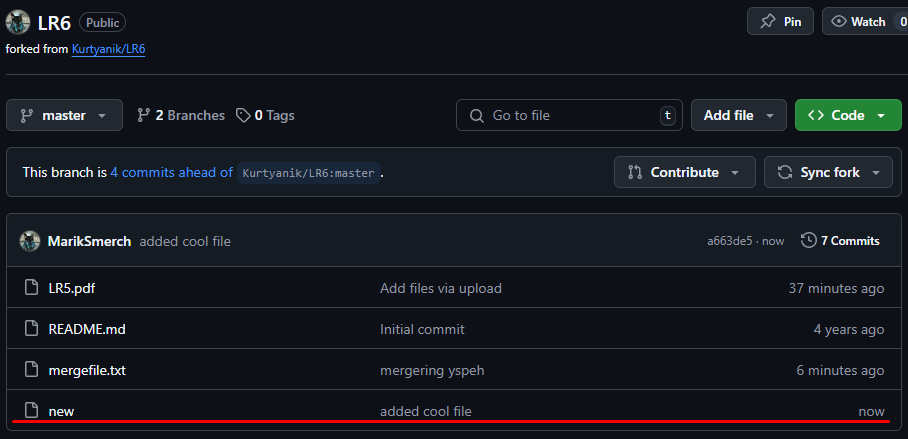 LR6 Public Pin Watch 0
forked from Kurtyanik/LR6
master 2 Branches 0 Tags Go to file t Add file Code
This branch is 4 commits ahead of Kurtyanik/LR6:master. Contribute Sync fork
MarikSmerch added cool file a663de5 · now 7 Commits
LR5.pdf Add files via upload 37 minutes ago
README.md Initial commit 4 years ago
mergefile.txt mergering yspeh 6 minutes ago
new added cool file now